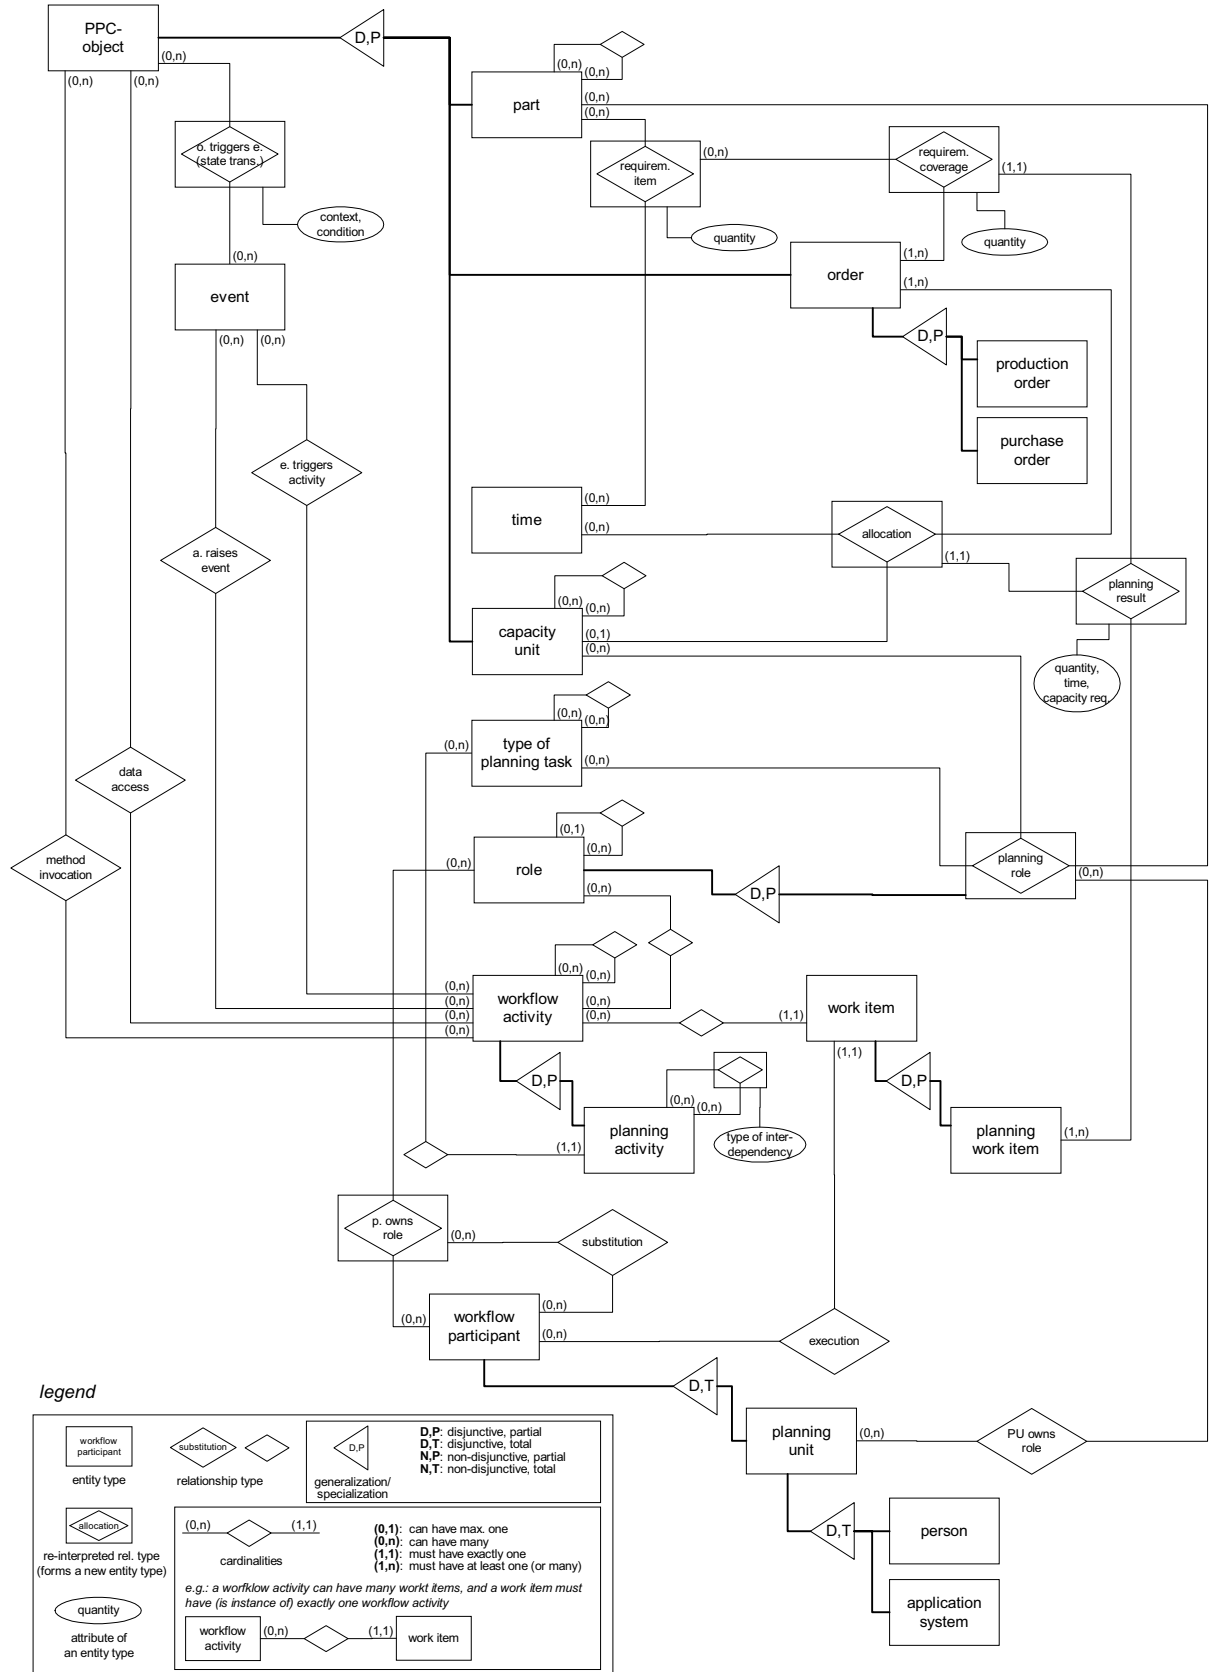 PPC-
object
D,P
(0,n)
(0,n)
(0,n)
(0,n)
(0,n)
part
(0,n)
(0,n)
o. triggers e.
(state trans.)
requirem.
item
(0,n)
requirem.
coverage
(1,1)
context,
condition
quantity
quantity
(0,n)
event
order
(1,n)
(1,n)
(0,n)
(0,n)
D,P
production
order
purchase
order
e. triggers
activity
time
(0,n)
(0,n)
allocation
(1,1)
a. raises
event
planning
result
(0,n)
(0,n)
capacity
unit
(0,1)
(0,n)
quantity,
time,
capacity req.
(0,n)
(0,n)
(0,n)
type of
planning task
(0,n)
data
access
method
invocation
(0,1)
(0,n)
(0,n)
role
(0,n)
D,P
planning
role
(0,n)
(0,n)
(0,n)
(0,n)
(0,n)
(0,n)
(0,n)
workflow
activity
(0,n)
(0,n)
(1,1)
work item
(1,1)
D,P
D,P
(0,n)
(0,n)
planning
activity
(1,1)
type of inter-
dependency
planning
work item
(1,n)
p. owns
role
(0,n)
substitution
(0,n)
workflow
participant
(0,n)
(0,n)
execution
D,T
planning
unit
(0,n)
PU owns
role
D,T
person
application
system
legend
workflow
participant
entity type
substitution
relationship type
D,P
generalization/
specialization
D,P: disjunctive, partial
D,T: disjunctive, total
N,P: non-disjunctive, partial
N,T: non-disjunctive, total
allocation
re-interpreted rel. type
(forms a new entity type)
quantity
attribute of
an entity type
(0,n)
(1,1)
cardinalities
(0,1): can have max. one
(0,n): can have many
(1,1): must have exactly one
(1,n): must have at least one (or many)
e.g.: a worfklow activity can have many workt items, and a work item must
have (is instance of) exactly one workflow activity
workflow
activity
(0,n)
(1,1)
work item